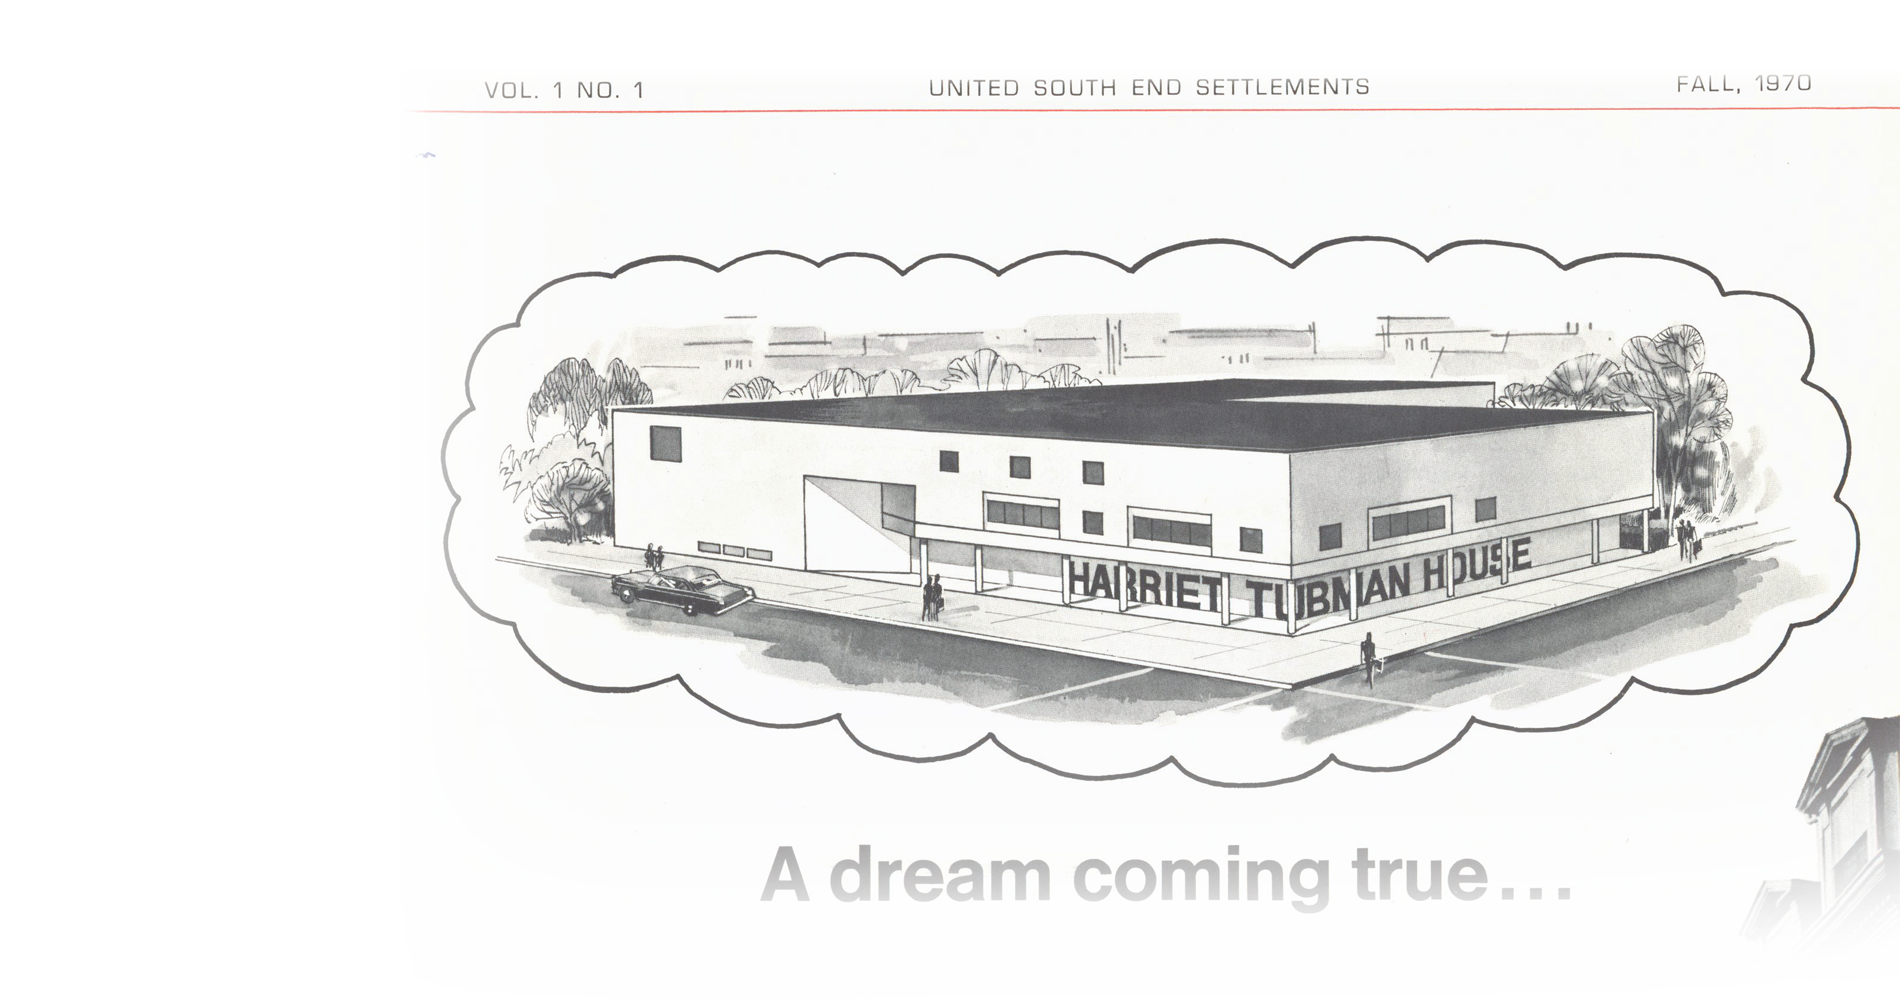 VOL. 1 NO. 1
UNITED SOUTH END SETTLEMENTS
FALL, 1970
HARRIET TUBMAN HOUSE
A dream coming true...